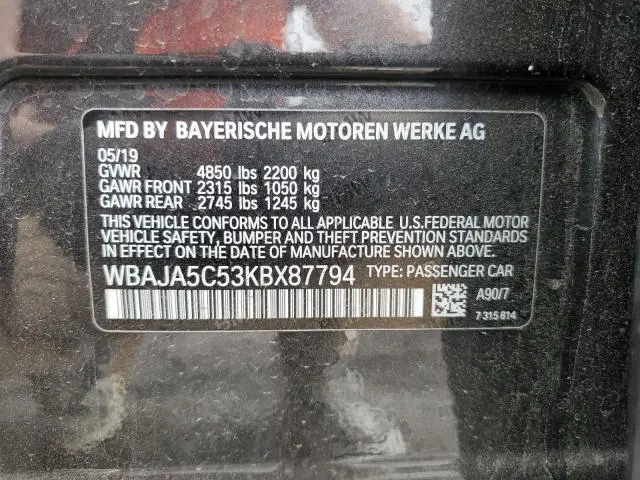 MFD BY BAYERISCHE MOTOREN WERKE AG
05/19
GVWR 4850 lbs 2200 kg
GAWR FRONT 2315 lbs 1050 kg
GAWR REAR 2745 lbs 1245 kg
THIS VEHICLE CONFORMS TO ALL APPLICABLE U.S.FEDERAL MOTOR
VEHICLE SAFETY, BUMPER AND THEFT PREVENTION STANDARDS
IN EFFECT ON THE DATE OF MANUFACTURE SHOWN ABOVE.
WBAJA5C53KBX87794 TYPE: PASSENGER CAR
A90/7
7 315 814